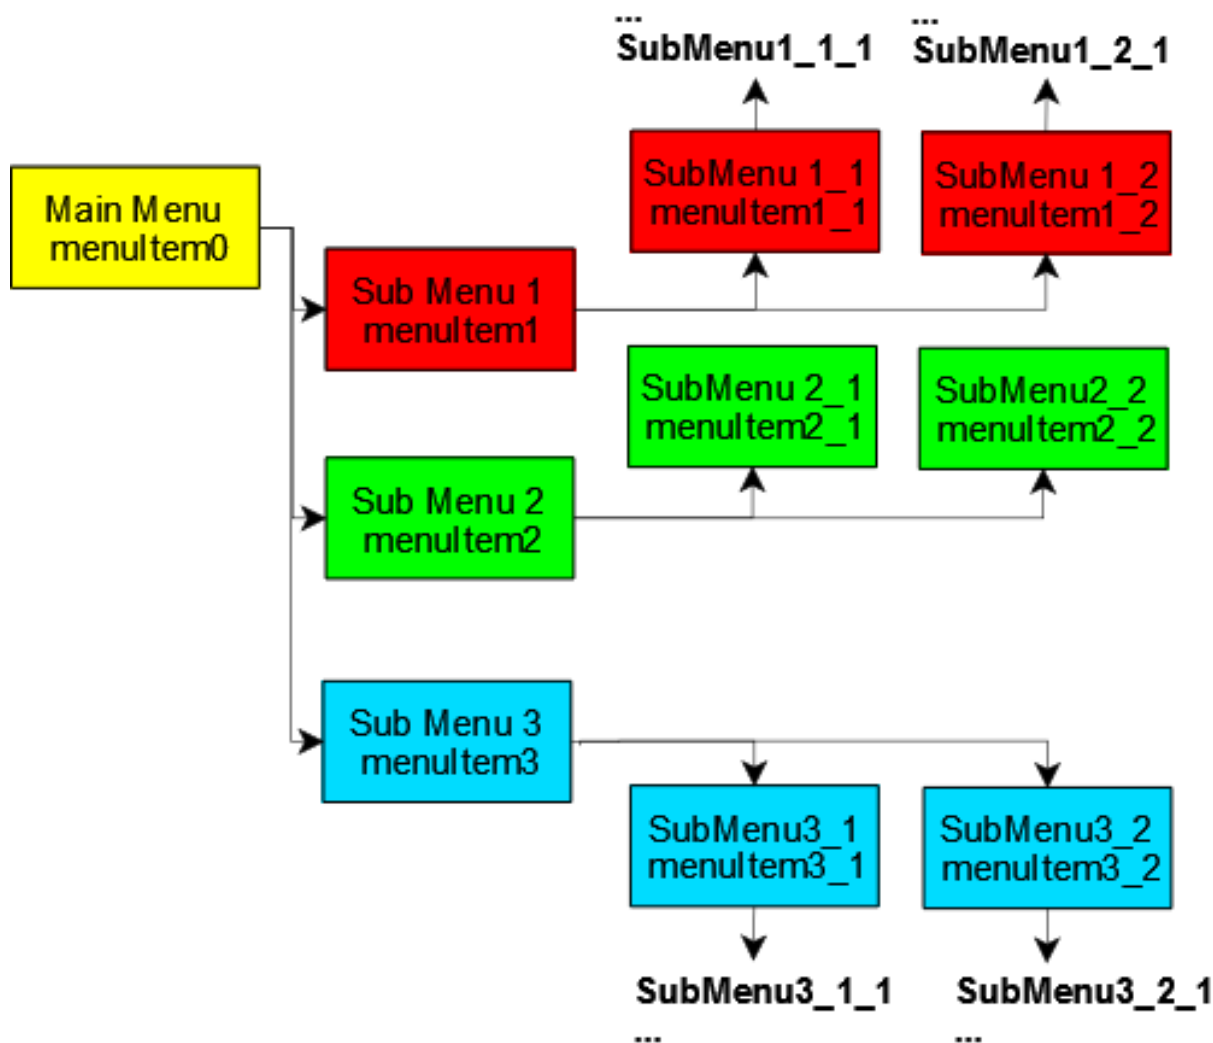 ...
SubMenu1_1_1
...
SubMenu1_2_1
Main Menu
menuItem0
SubMenu 1_1
menuItem1_1
SubMenu 1_2
menuItem1_2
Sub Menu 1
menuItem1
SubMenu 2_1
menuItem2_1
SubMenu2_2
menuItem2_2
Sub Menu 2
menuItem2
Sub Menu 3
menuItem3
SubMenu3_1
menuItem3_1
SubMenu3_2
menuItem3_2
SubMenu3_1_1
...
SubMenu3_2_1
...